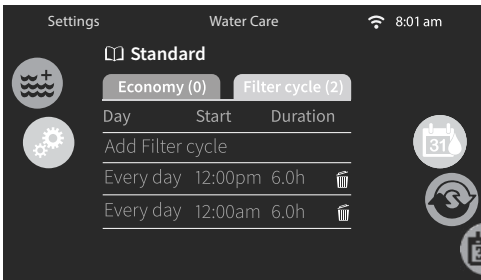 Settings Water Care 8:01 am
Standard
Economy (0) Filter cycle (2)
Day Start Duration
Add Filter cycle
Every day 12:00pm 6.0h
Every day 12:00am 6.0h
31